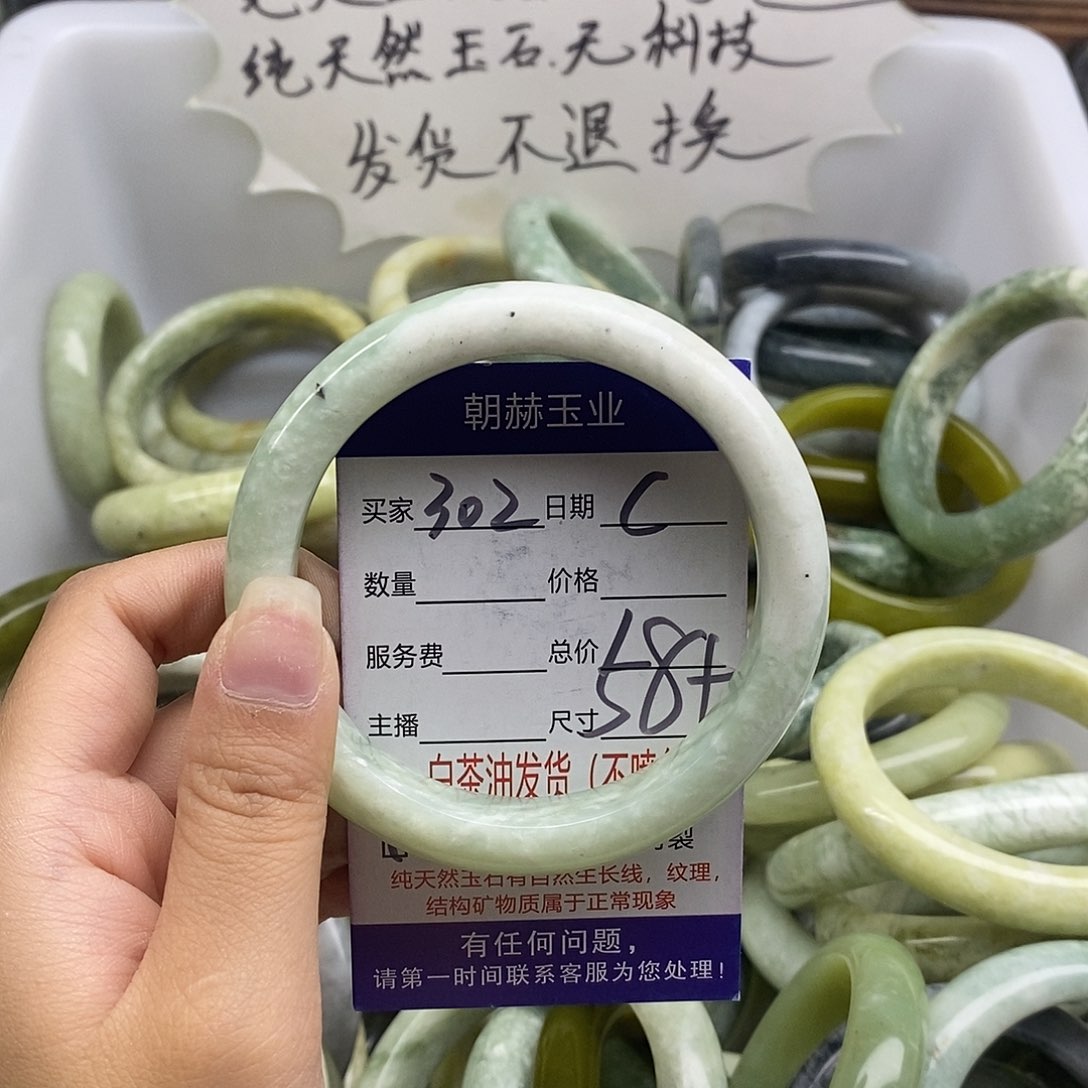 纯天然玉石.无科技
发货不退换
朝赫玉业
买家 302 日期 C
数量 价格
服务费 总价
主播 尺寸 58
白茶油发货（不喷
裂
纯天然玉石有自然生长线，纹理，
结构矿物质属于正常现象
有任何问题，
请第一时间联系客服为您处理！